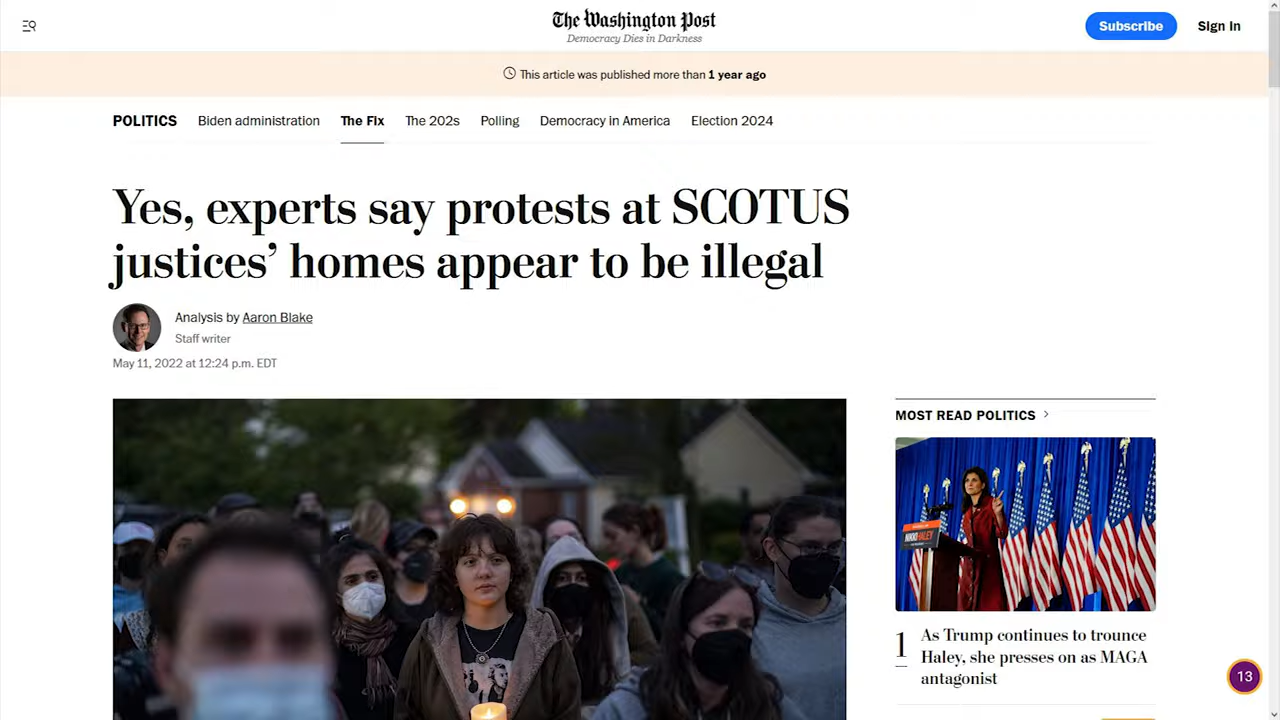 The Washington Post
Democracy Dies in Darkness
Subscribe
Sign in
This article was published more than 1 year ago
POLITICS Biden administration The Fix The 202s Polling Democracy in America Election 2024
Yes, experts say protests at SCOTUS
justices’ homes appear to be illegal
Analysis by Aaron Blake
Staff writer
May 11, 2022 at 12:24 p.m. EDT
MOST READ POLITICS
NIKKI HALEY
1
As Trump continues to trounce
Haley, she presses on as MAGA
antagonist
13